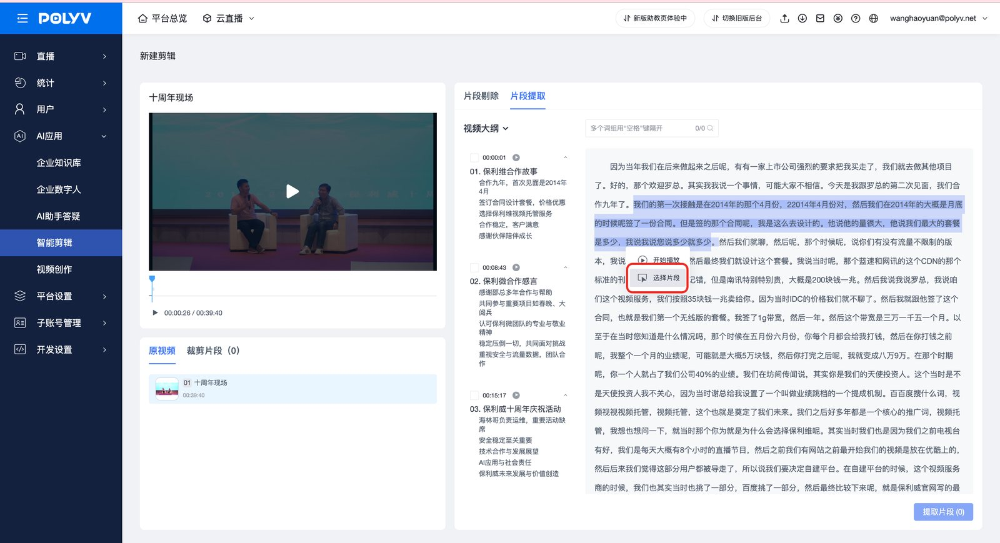 POLYV
平台总览
云直播
新版助教页体验中
切换旧版后台
wanghaoyuan@polyv.net
直播
统计
用户
AI应用
企业知识库
企业数字人
AI助手答疑
智能剪辑
视频创作
平台设置
子账号管理
开发设置
新建剪辑
十周年现场
00:00:26 / 00:39:40
原视频
裁剪片段（0）
01 十周年现场
00:39:40
片段剔除
片段提取
视频大纲
多个词组用“空格”键隔开
0/0
00:00:01
01. 保利维合作故事
合作九年，首次见面是2014年
4月
签订合同设计套餐，价格优惠
选择保利维视频托管服务
合作稳定，客户满意
感谢伙伴陪伴成长
00:08:43
02. 保利微合作感言
感谢邵总多年合作与帮助
共同参与重要项目如春晚、大
阅兵
认可保利微团队的专业与敬业
精神
稳定压倒一切，共同面对挑战
重视安全与流量数据，团队合
作
00:15:17
03. 保利威十周年庆祝活动
海林哥负责运维，重要活动缺
席
安全稳定至关重要
技术合作与发展展望
AI应用与社会责任
保利威未来发展与价值创造
因为当年我们在后来做起来之后呢，有有一家上市公司强烈的要求把我买走了，我们就去做其他项目
了。好的，那个欢迎罗总。其实我我说一个事情，可能大家不相信。今天是我跟罗总的第二次见面，我们合
作九年了。我们的第一次接触是在2014年的那个4月份，22014年4月份对，然后我们在2014年的大概是月底
的时候呢签了一份合同。但是签的那个合同呢，我是这么去设计的。他说他的量很大，他说我们最大的套餐
是多少，我说我说您说多少就多少。然后我们就聊，然后呢，那个时候呢，说你们有没有流量不限制的版
本，我说
开始播放
然后最终我们就设计这个套餐。我说当时呢，那个蓝速和网讯的这个CDN的那个
标准的刊
选择片段
记错，但是南讯特别特别贵，大概是200块钱一兆。然后我说我说罗总，我说咱
们这个视频服务，我们按照35块钱一兆卖给你。因为当时IDC的价格我们就不聊了。然后我就跟他签了这个
合同，也就是我们第一个无线版的套餐。我签了1g带宽，然后一年。然后这个带宽是三万一千五一个月。以
至于在当时您知道是什么情况吗，那个时候在五月份六月份，你每个月都会给我打钱，然后在你打钱之前
呢，我整个一个月的业绩呢，可能就是大概5万块钱，然后你打完之后呢，我就变成八万9万。在那个时期
呢，你一个人就占了我们公司40%的业绩。我们在坊间传闻说，其实你是我们的天使投资人。这个当时是不
是天使投资人我不关心，因为当时谢总给我设置了一个叫做业绩跳档的一个提成机制。百百度搜什么词，视
频视视频托管，视频托管，这个也就是奠定了我们未来。我们之后好多年都是一个核心的推广词，视频托
管，我想也想问一下，就当时那个你为就是为什么会选择保利维呢。其实当时我们也是因为我们之前电视台
有好，我们是每天大概有8个小时的直播节目，然后之前我们有网站之前最开始我们的视频是放在优酷上的，
然后后来我们觉得这部分用户都被导走了，所以说我们要决定自建平台。在自建平台的时候，这个视频服务
商的时候，我们也其实当时也挑了一部分，百度挑了一部分，然后最终比较下来呢，就是保利威官网写的最
提取片段 (0)